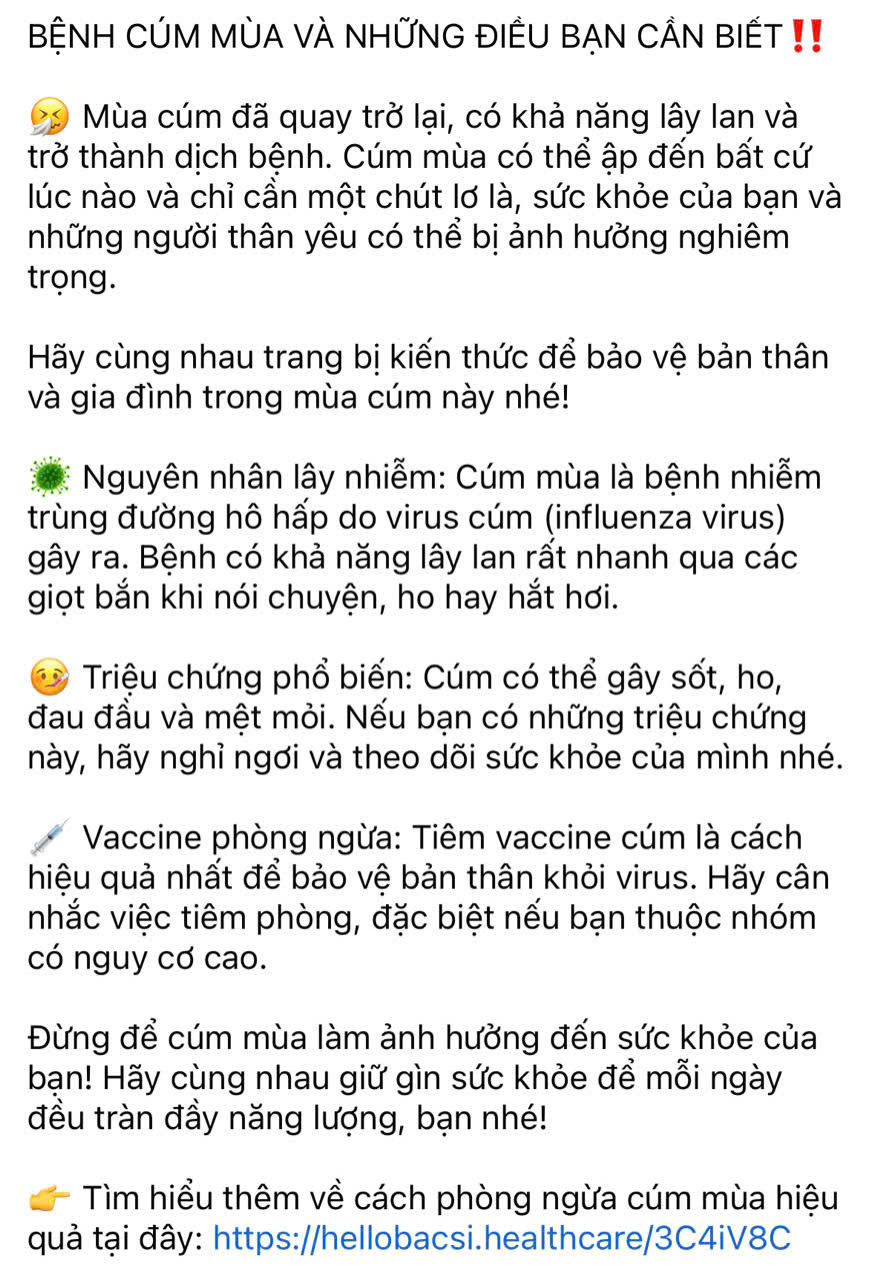 BỆNH CÚM MÙA VÀ NHỮNG ĐIỀU BẠN CẦN BIẾT‼️
🤧 Mùa cúm đã quay trở lại, có khả năng lây lan và
trở thành dịch bệnh. Cúm mùa có thể ập đến bất cứ
lúc nào và chỉ cần một chút lơ là, sức khỏe của bạn và
những người thân yêu có thể bị ảnh hưởng nghiêm
trọng.
Hãy cùng nhau trang bị kiến thức để bảo vệ bản thân
và gia đình trong mùa cúm này nhé!
🦠 Nguyên nhân lây nhiễm: Cúm mùa là bệnh nhiễm
trùng đường hô hấp do virus cúm (influenza virus)
gây ra. Bệnh có khả năng lây lan rất nhanh qua các
giọt bắn khi nói chuyện, ho hay hắt hơi.
🤒 Triệu chứng phổ biến: Cúm có thể gây sốt, ho,
đau đầu và mệt mỏi. Nếu bạn có những triệu chứng
này, hãy nghỉ ngơi và theo dõi sức khỏe của mình nhé.
💉 Vaccine phòng ngừa: Tiêm vaccine cúm là cách
hiệu quả nhất để bảo vệ bản thân khỏi virus. Hãy cân
nhắc việc tiêm phòng, đặc biệt nếu bạn thuộc nhóm
có nguy cơ cao.
Đừng để cúm mùa làm ảnh hưởng đến sức khỏe của
bạn! Hãy cùng nhau giữ gìn sức khỏe để mỗi ngày
đều tràn đầy năng lượng, bạn nhé!
👉 Tìm hiểu thêm về cách phòng ngừa cúm mùa hiệu
quả tại đây: https://hellobacsi.healthcare/3C4iV8C